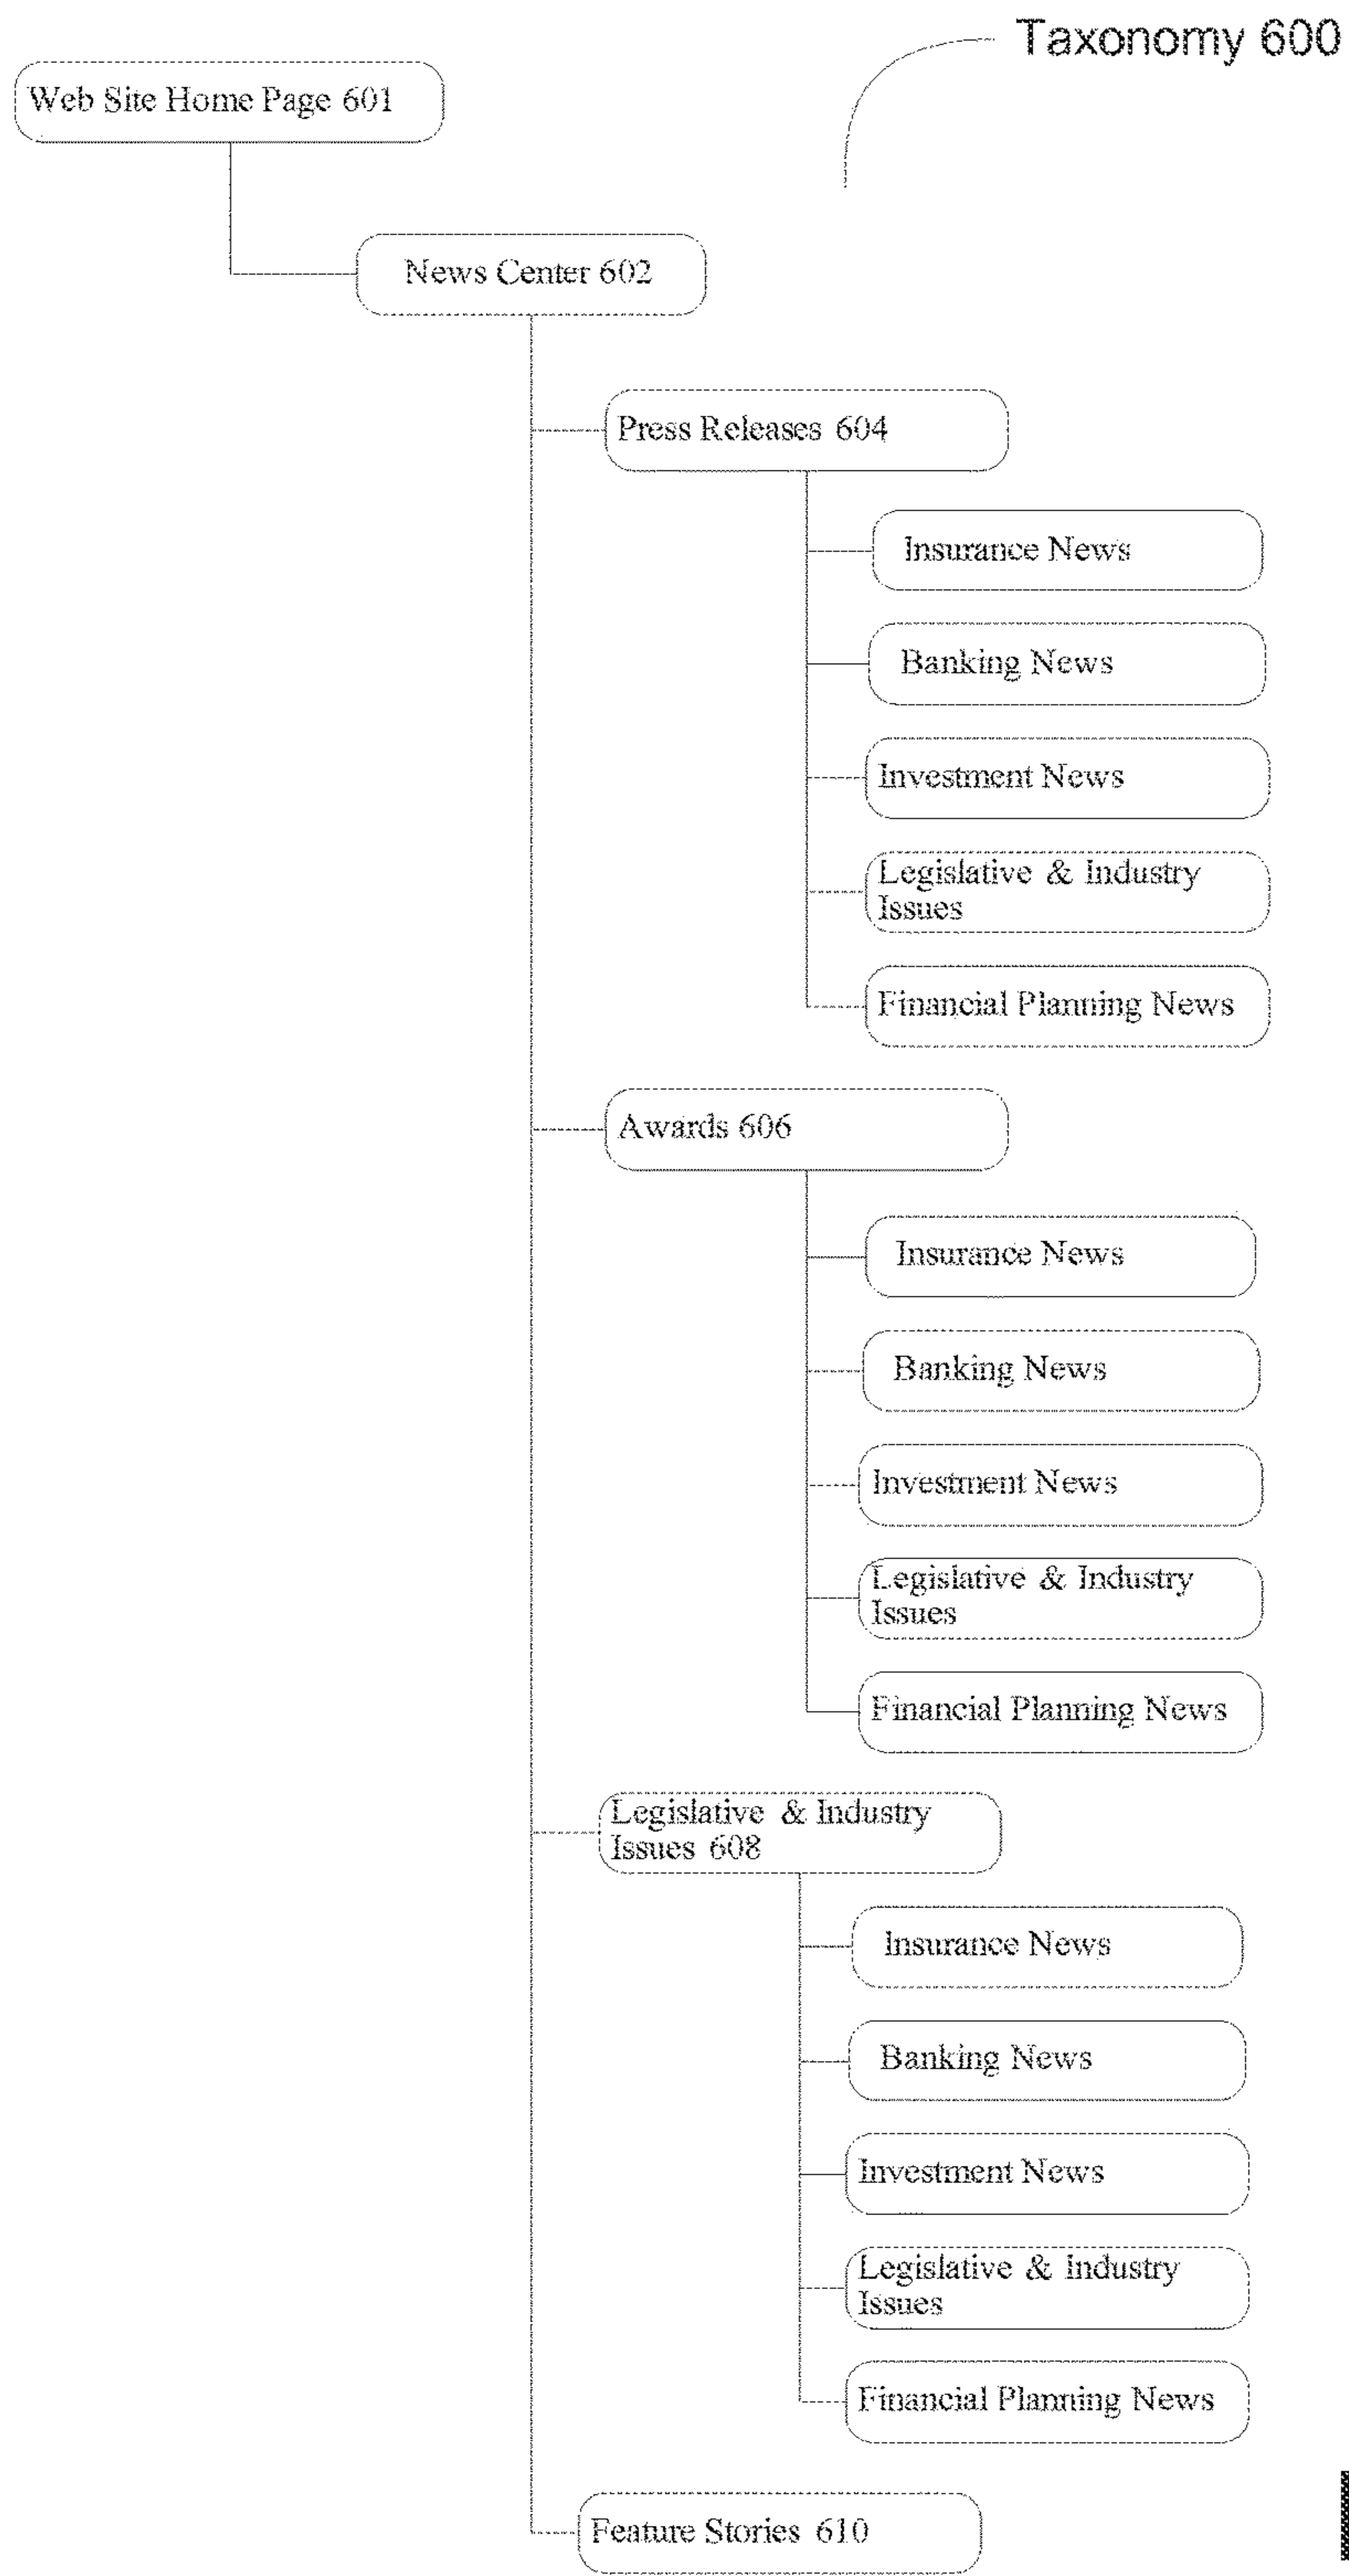 Taxonomy 600
Web Site Home Page 601
News Center 602
Press Releases 604
Insurance News
Banking News
Investment News
Legislative & Industry
Issues
Financial Planning News
Awards 606
Insurance News
Banking News
Investment News
Legislative & Industry
Issues
Financial Planning News
Legislative & Industry
Issues 608
Insurance News
Banking News
Investment News
Legislative & Industry
Issues
Financial Planning News
Feature Stories 610